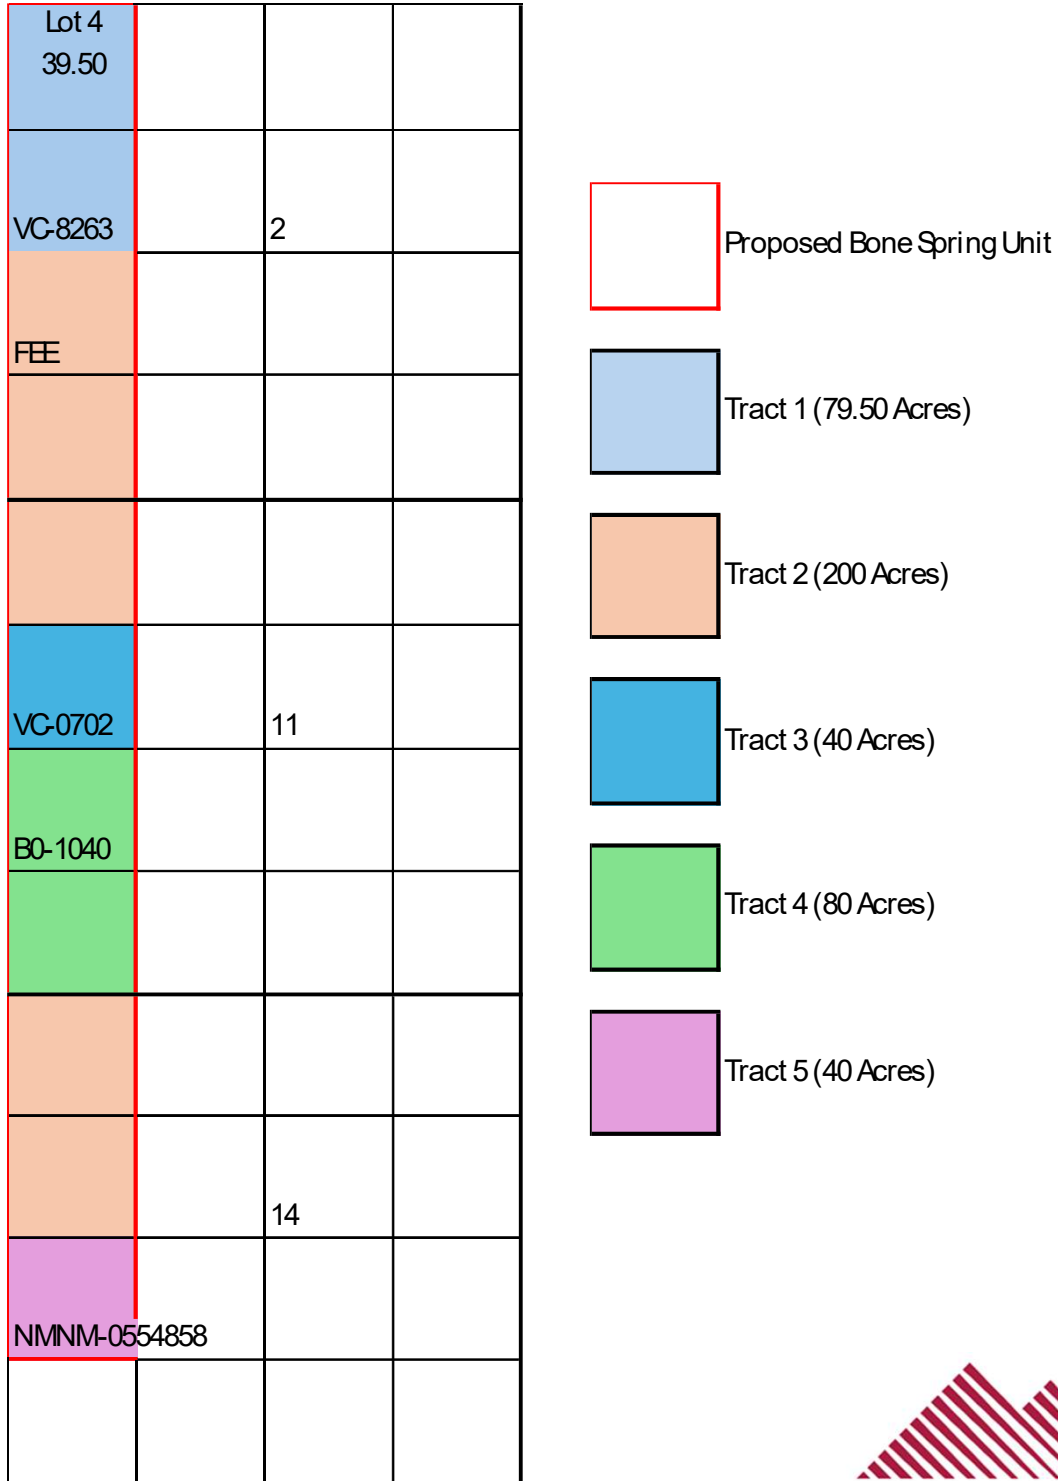 Lot 4
39.50
VC-8263
2
FEE
VC-0702
11
B0-1040
14
NMNM-0554858
Proposed Bone Spring Unit
Tract 1 (79.50 Acres)
Tract 2 (200 Acres)
Tract 3 (40 Acres)
Tract 4 (80 Acres)
Tract 5 (40 Acres)